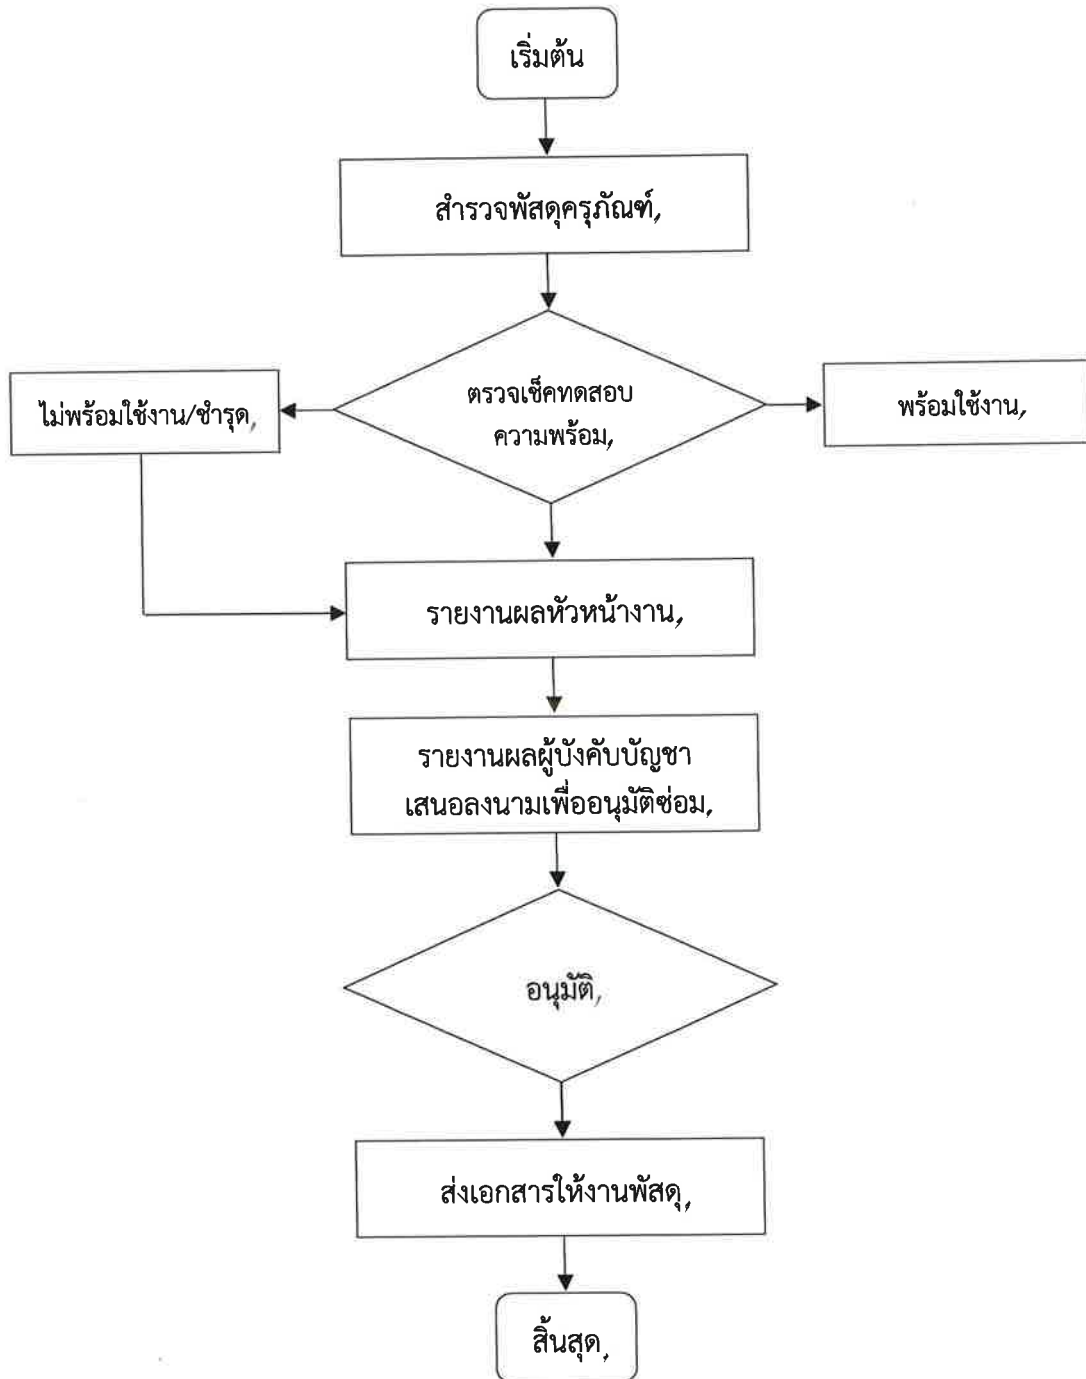 เริ่มต้น
สำรวจพัสดุครุภัณฑ์,
ตรวจเช็คทดสอบ
ความพร้อม,
ไม่พร้อมใช้งาน/ชำรุด,
พร้อมใช้งาน,
รายงานผลหัวหน้างาน,
รายงานผลผู้บังคับบัญชา
เสนอลงนามเพื่ออนุมัติซ่อม,
อนุมัติ,
ส่งเอกสารให้งานพัสดุ,
สิ้นสุด,